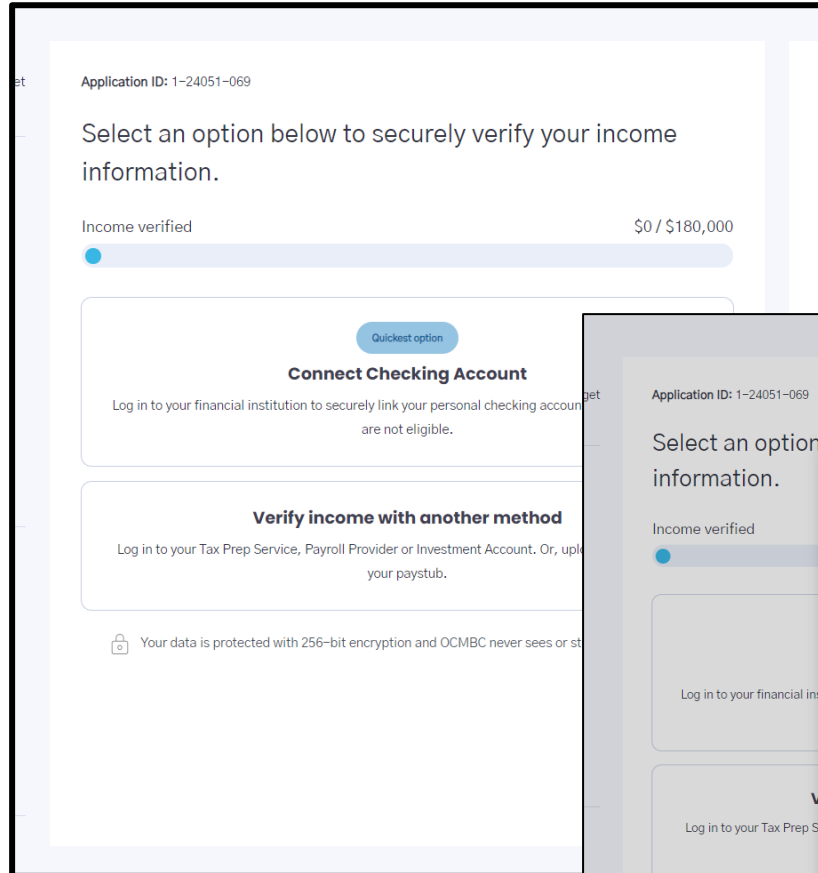 et
Application ID: 1-24051-069
Select an option below to securely verify your income
information.
Income verified
$0 / $180,000
Quickest option
Connect Checking Account
Log in to your financial institution to securely link your personal checking
are not eligible.
Verify income with another method
Log in to your Tax Prep Service, Payroll Provider or Investment Account. Or,
your paystub.
Your data is protected with 256-bit encryption and OCMBC never sees or
get
Application ID: 1-24051-069
Select an option
information.
Income verified
Log in to your financial
Log in to your Tax Prep